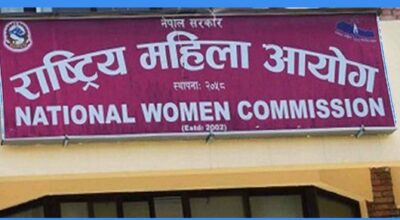 नेपाल सरकार
राष्ट्रिय महिला आयोग
स्थापना: २०५८
NATIONAL WOMEN COMMISSION
(Estd: 2002)